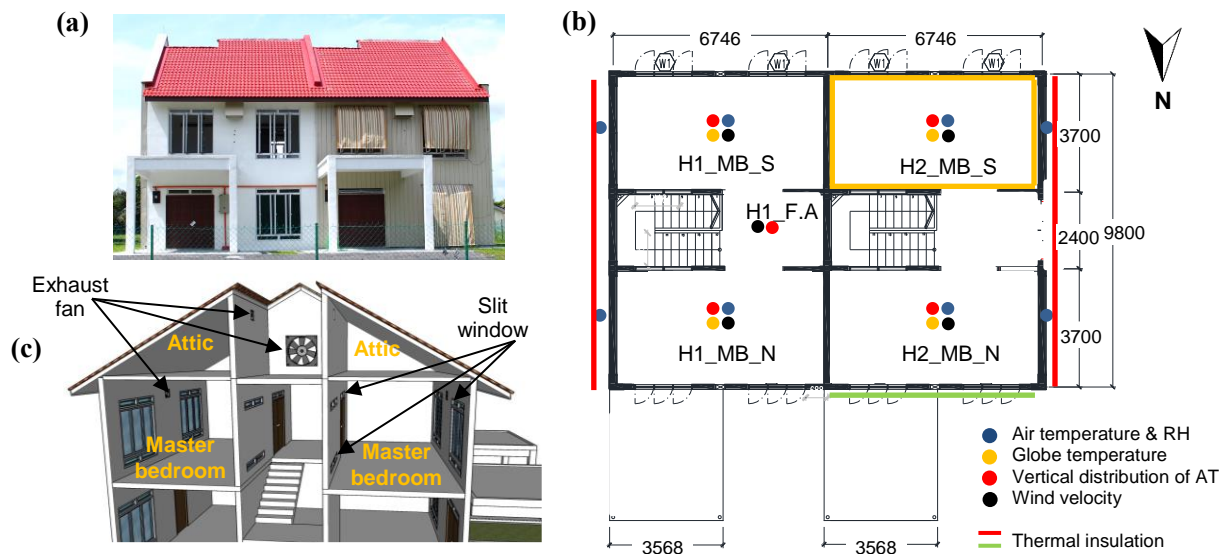 (a)
(b)
6746
6746
W1
W1
W1
W1
N
H1_MB_S
H2_MB_S
3700
H1_F.A
2400
9800
H1_MB_N
H2_MB_N
3700
3568
3568
Exhaust
fan
Slit
window
(c)
Attic
Attic
Master
bedroom
Master
bedroom
Air temperature & RH
Globe temperature
Vertical distribution of AT
Wind velocity
Thermal insulation